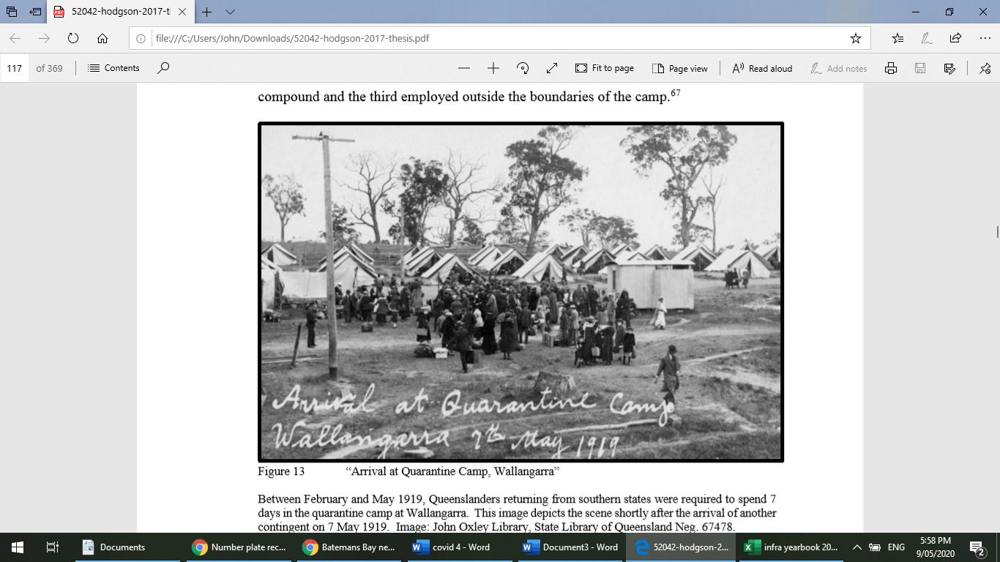 52042-hodgson-2017-tl
file:///C:/Users/John/Downloads/52042-hodgson-2017-thesis.pdf
117 of 369 Contents Fit to page Page view Read aloud Add notes
compound and the third employed outside the boundaries of the camp.67
Arrival at Quarantine Camp
Wallangarra 7th May 1919
Figure 13 “Arrival at Quarantine Camp, Wallangarra”
Between February and May 1919, Queenslanders returning from southern states were required to spend 7
days in the quarantine camp at Wallangarra. This image depicts the scene shortly after the arrival of another
contingent on 7 May 1919. Image: John Oxley Library, State Library of Queensland Neg. 67478.
Documents Number plate rec... Batemans Bay ne... covid 4 - Word Document3 - Word 52042-hodgson-2... infra yearbook 20... ENG 5:58 PM
9/05/2020 2